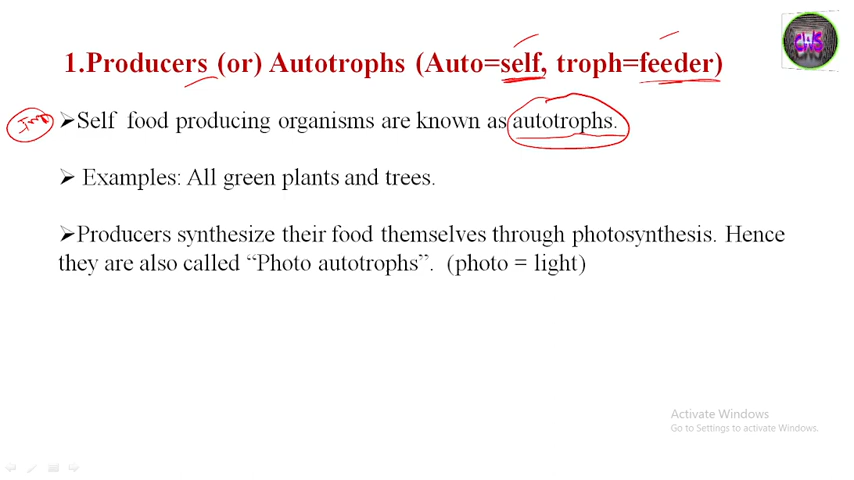 CWS
1.Producers (or) Autotrophs (Auto=self, troph=feeder)
Imp
➢Self food producing organisms are known as autotrophs.
➢ Examples: All green plants and trees.
➢Producers synthesize their food themselves through photosynthesis. Hence
they are also called “Photo autotrophs”. (photo = light)
Activate Windows
Go to Settings to activate Windows.